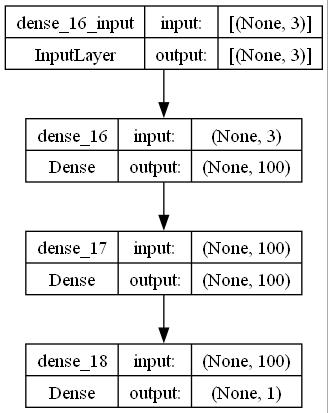 dense_16_input input: [(None, 3)]
InputLayer output: [(None, 3)]
dense_16 input: (None, 3)
Dense output: (None, 100)
dense_17 input: (None, 100)
Dense output: (None, 100)
dense_18 input: (None, 100)
Dense output: (None, 1)